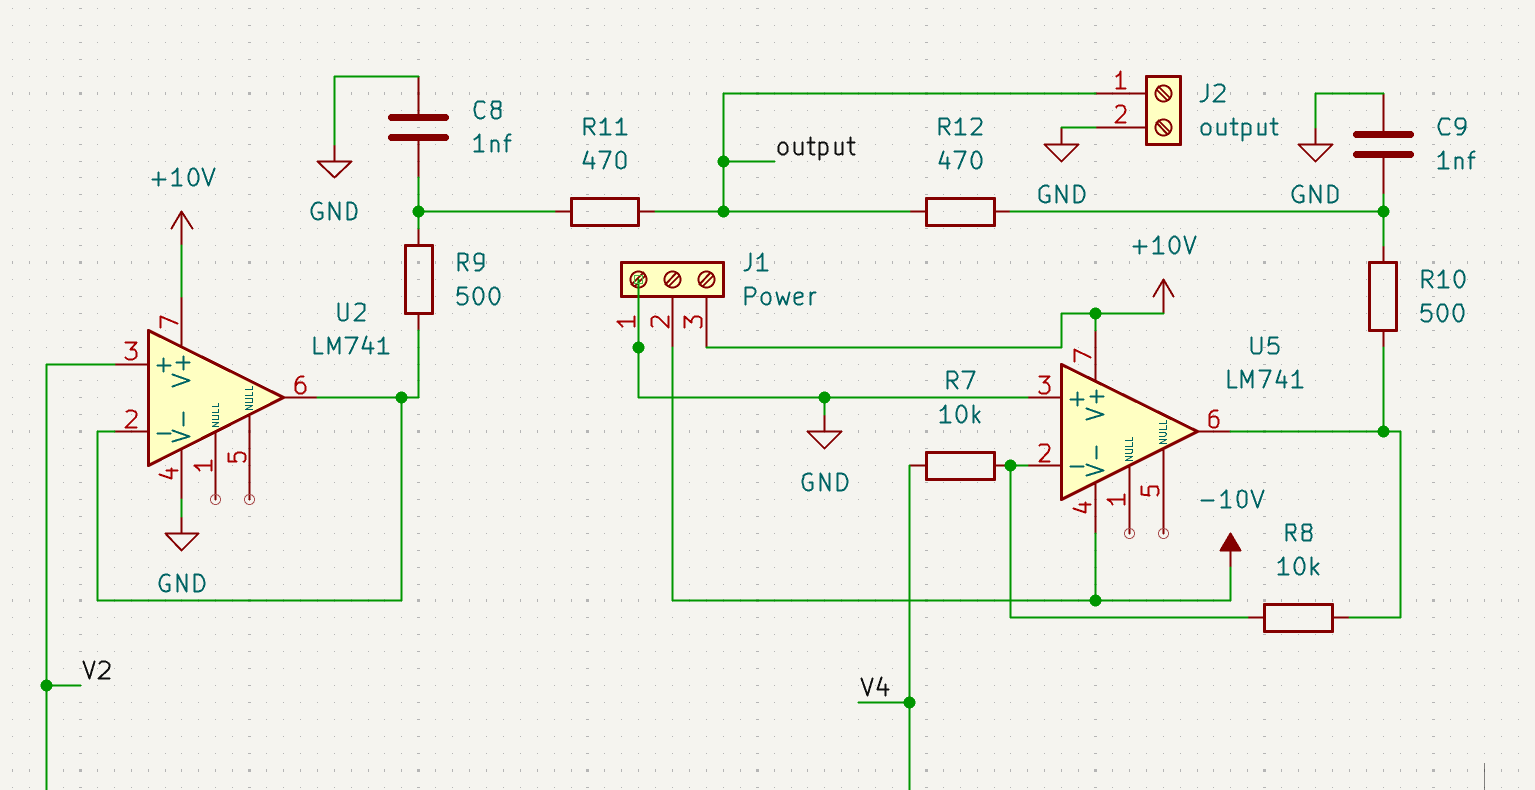 C8
1nf
GND
+10V
R9
500
U2
LM741
7
3
2
6
4
1
5
+
V+
−
V−
NULL
NULL
GND
V2
R11
470
output
R12
470
1
2
J2
output
GND
GND
C9
1nf
J1
Power
1
2
3
+10V
R10
500
U5
LM741
R7
10k
GND
7
3
2
6
4
1
5
+
V+
−
V−
NULL
NULL
-10V
R8
10k
V4